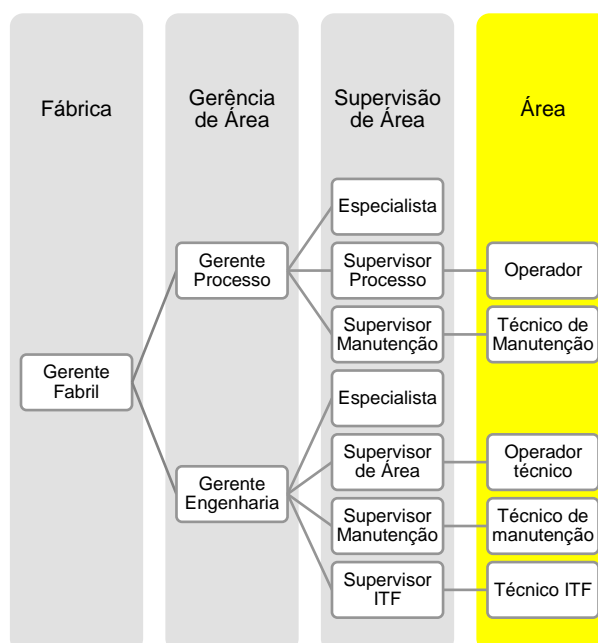 Fábrica
Gerência
de Área
Supervisão
de Área
Área
Especialista
Gerente
Processo
Supervisor
Processo
Operador
Supervisor
Manutenção
Técnico de
Manutenção
Gerente
Fabril
Especialista
Supervisor
de Área
Operador
técnico
Gerente
Engenharia
Supervisor
Manutenção
Técnico de
manutenção
Supervisor
ITF
Técnico ITF